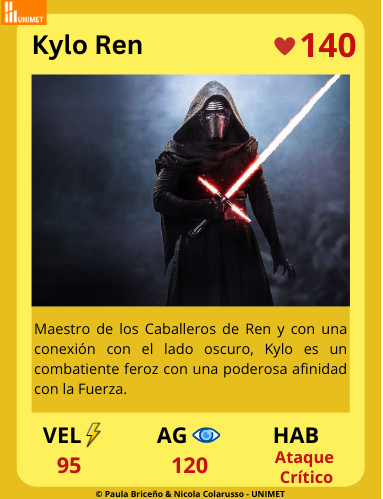 UNIMET
Kylo Ren
140
Maestro de los Caballeros de Ren y con una
conexión con el lado oscuro, Kylo es un
combatiente feroz con una poderosa afinidad
con la Fuerza.
VEL AG HAB
95 120 Ataque
Crítico
© Paula Briceño & Nicola Colarusso - UNIMET